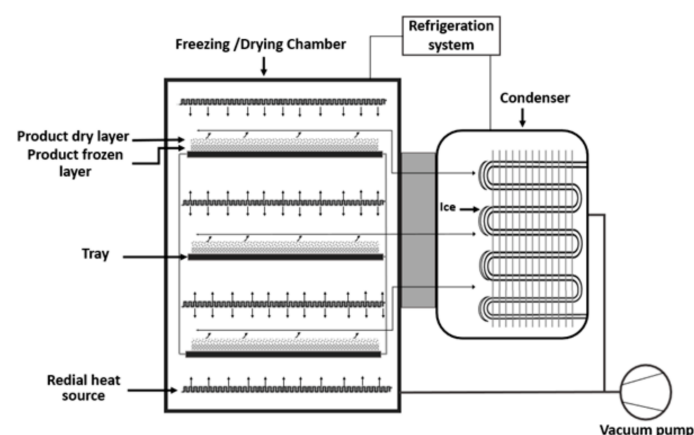 Refrigeration
system
Freezing /Drying Chamber
Condenser
Product dry layer
Product frozen
layer
Ice
Tray
Redial heat
source
Vacuum pump